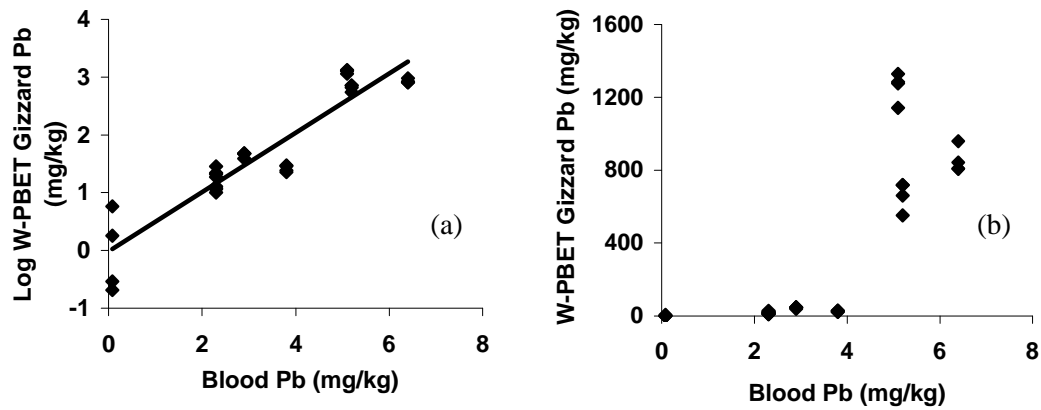 Log W-PBET Gizzard Pb
(mg/kg)
4
3
2
1
0
-1
(a)
0 2 4 6 8
Blood Pb (mg/kg)
W-PBET Gizzard Pb (mg/kg)
1600
1200
800
400
0
(b)
0 2 4 6 8
Blood Pb (mg/kg)